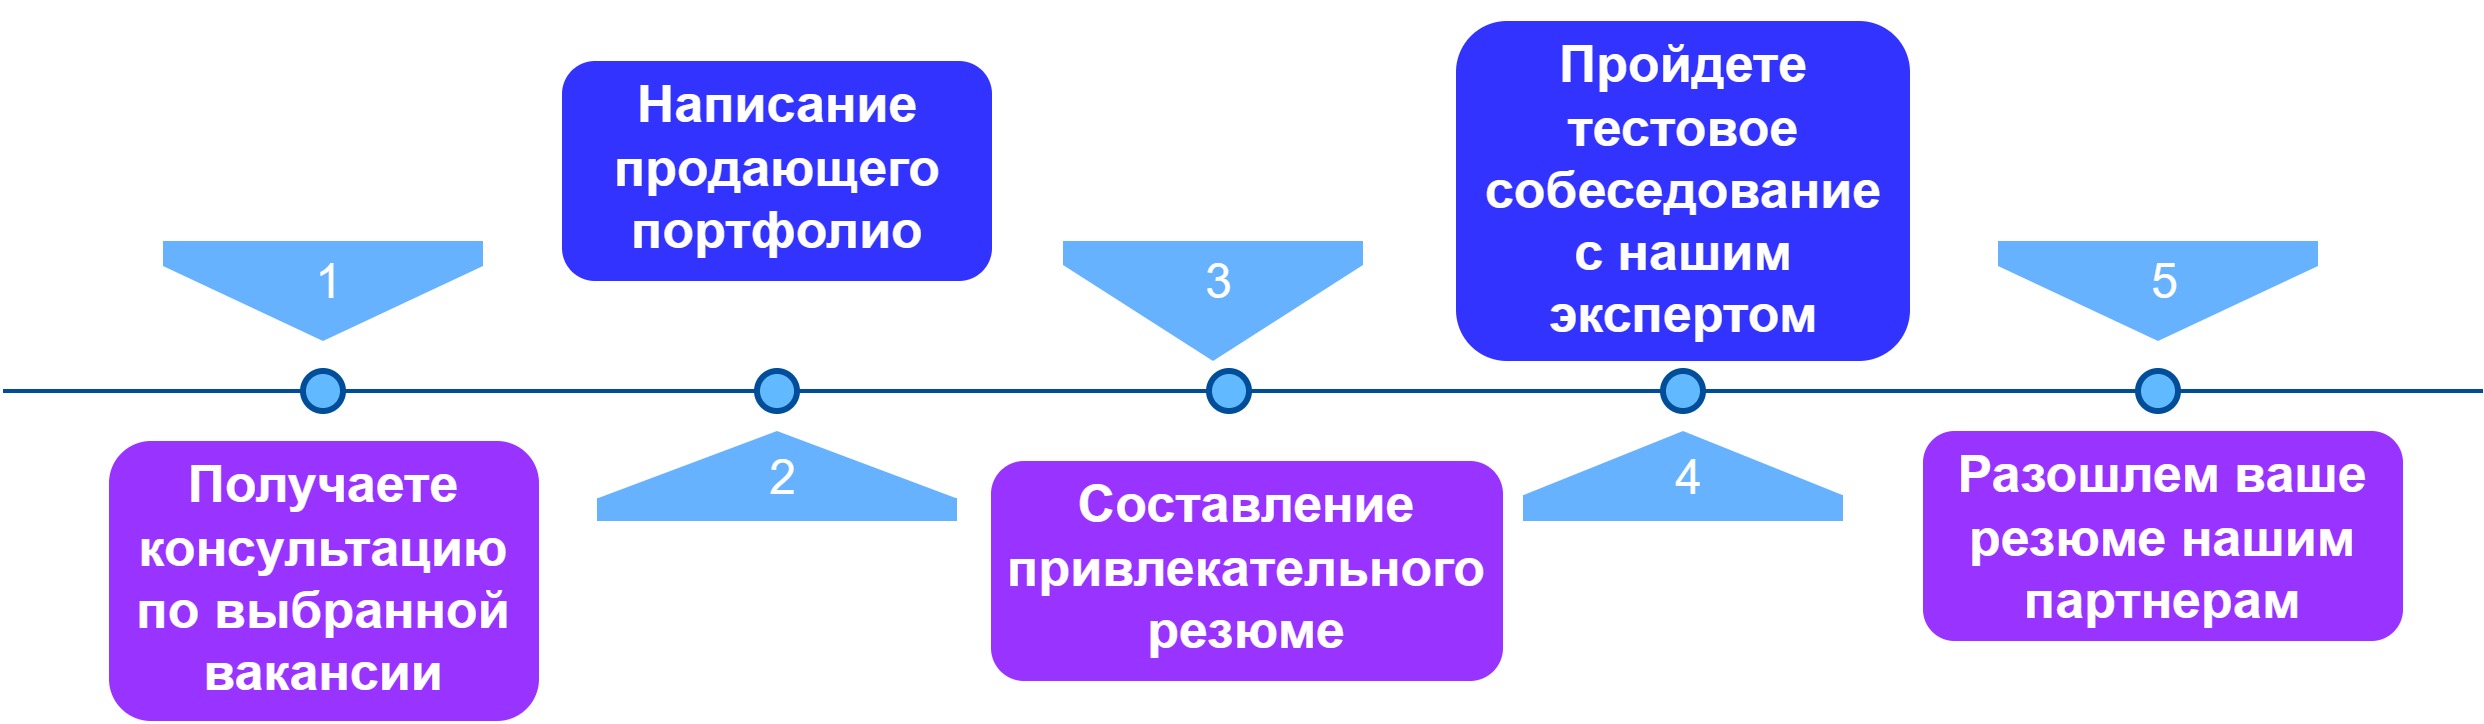 1
Получаете
консультацию
по выбранной
вакансии
2
Написание
продающего
портфолио
3
Составление
привлекательного
резюме
4
Пройдете
тестовое
собеседование
с нашим
экспертом
5
Разошлем ваше
резюме нашим
партнерам